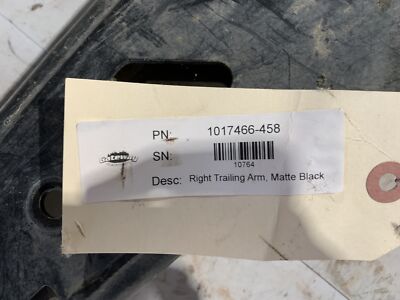 PN: 1017466-458
SN:
10764
Desc: Right Trailing Arm, Matte Black